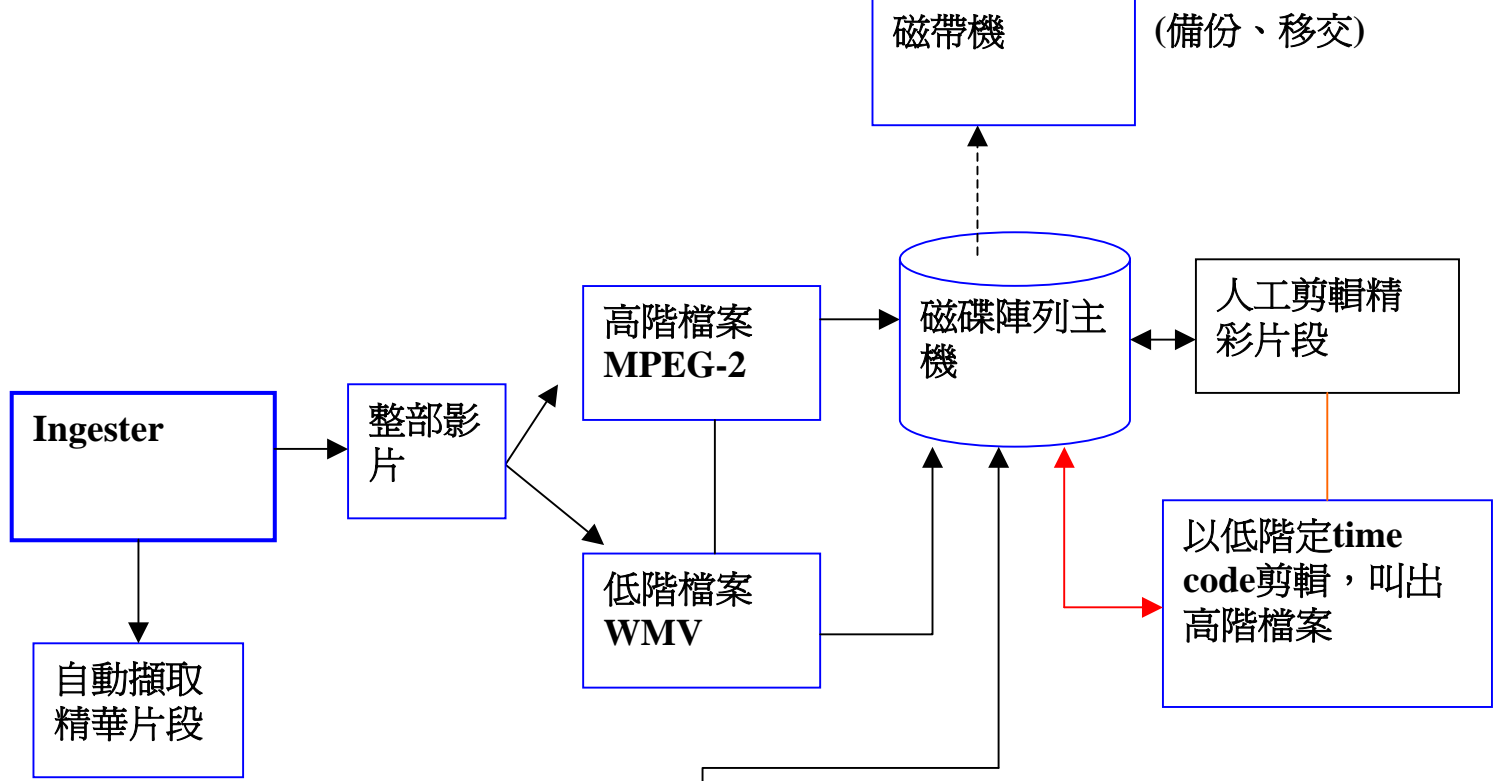 磁帶機
(備份、移交)
高階檔案
MPEG-2
磁碟陣列主
機
人工剪輯精
彩片段
Ingester
整部影
片
低階檔案
WMV
以低階定time
code剪輯，叫出
高階檔案
自動擷取
精華片段